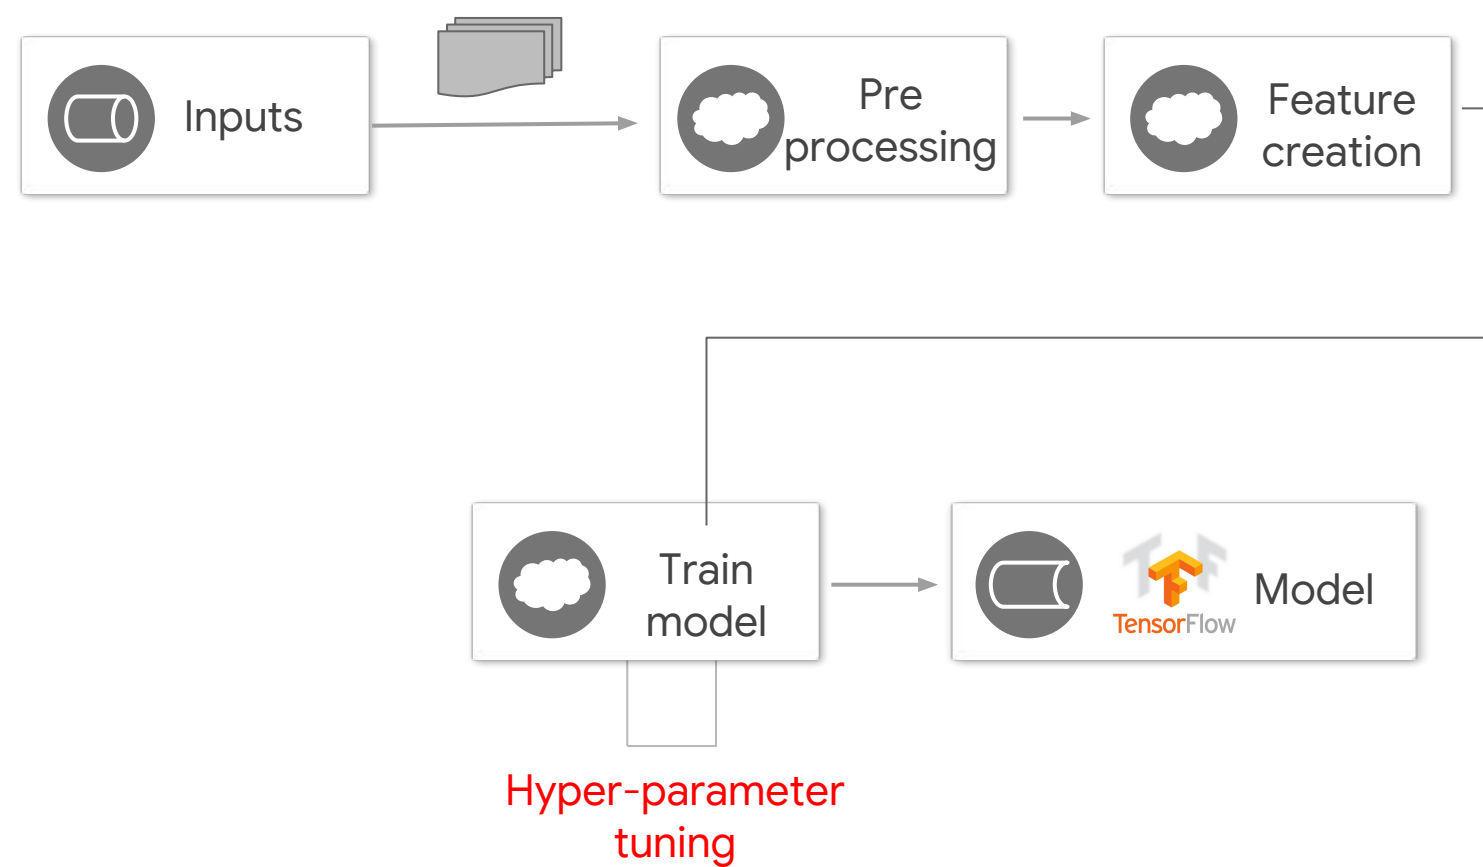 Inputs
Pre
processing
Feature
creation
Train
model
TensorFlow
Model
Hyper-parameter
tuning